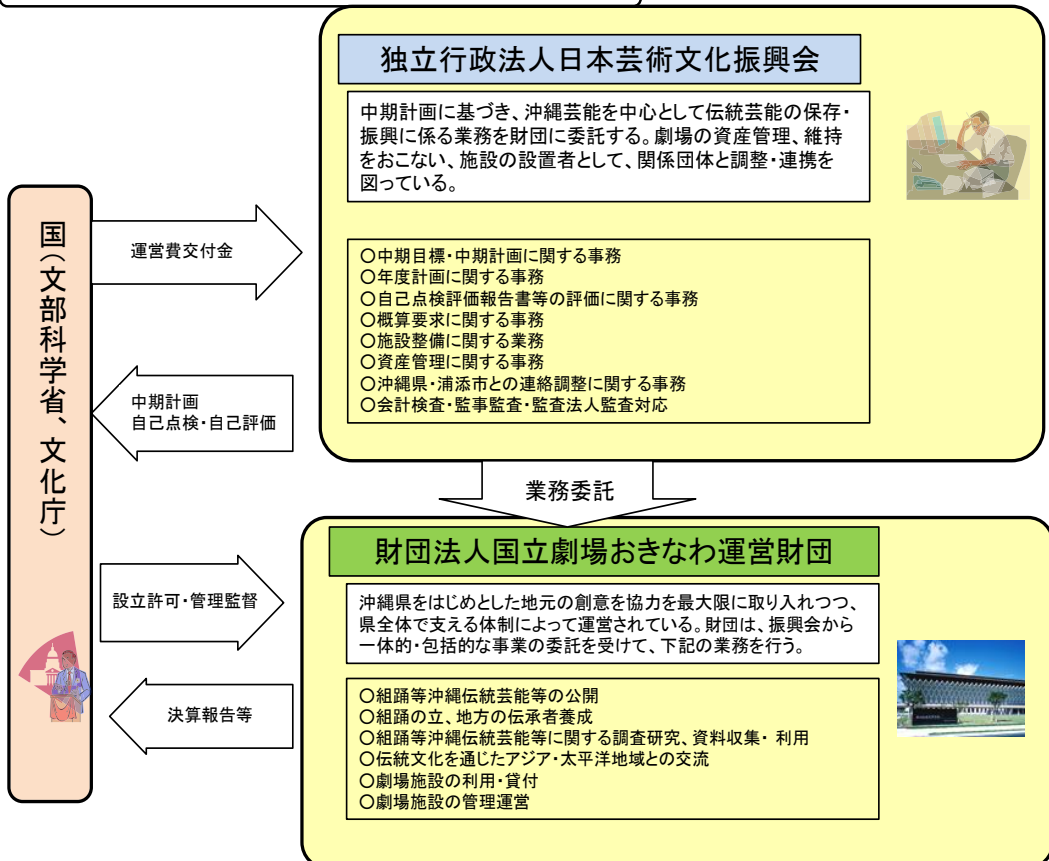 独立行政法人日本芸術文化振興会
中期計画に基づき、沖縄芸能を中心として伝統芸能の保存・
振興に係る業務を財団に委託する。劇場の資産管理、維持
をおこない、施設の設置者として、関係団体と調整・連携を
図っている。
○中期目標・中期計画に関する事務
○年度計画に関する事務
○自己点検評価報告書等の評価に関する事務
○概算要求に関する事務
○施設整備に関する業務
○資産管理に関する事務
○沖縄県・浦添市との連絡調整に関する事務
○会計検査・監事監査・監査法人監査対応
国(文部科学省、文化庁)
運営費交付金
中期計画
自己点検・自己評価
業務委託
財団法人国立劇場おきなわ運営財団
沖縄県をはじめとした地元の創意を協力を最大限に取り入れつつ、
県全体で支える体制によって運営されている。財団は、振興会から
一体的・包括的な事業の委託を受けて、下記の業務を行う。
○組踊等沖縄伝統芸能等の公開
○組踊の立、地方の伝承者養成
○組踊等沖縄伝統芸能等に関する調査研究、資料収集・ 利用
○伝統文化を通じたアジア・太平洋地域との交流
○劇場施設の利用・貸付
○劇場施設の管理運営
設立許可・管理監督
決算報告等